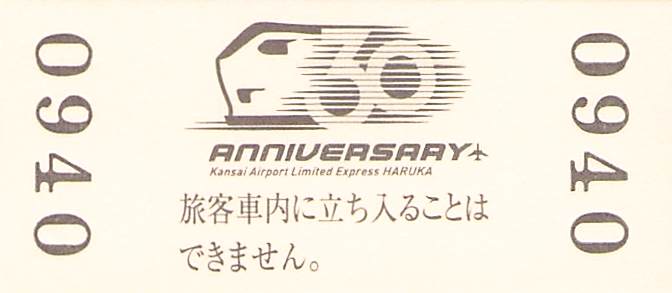 0940
ANNIVERSARY
Kansai Airport Limited Express HARUKA
旅客車内に立ち入ることは
できません。
0940